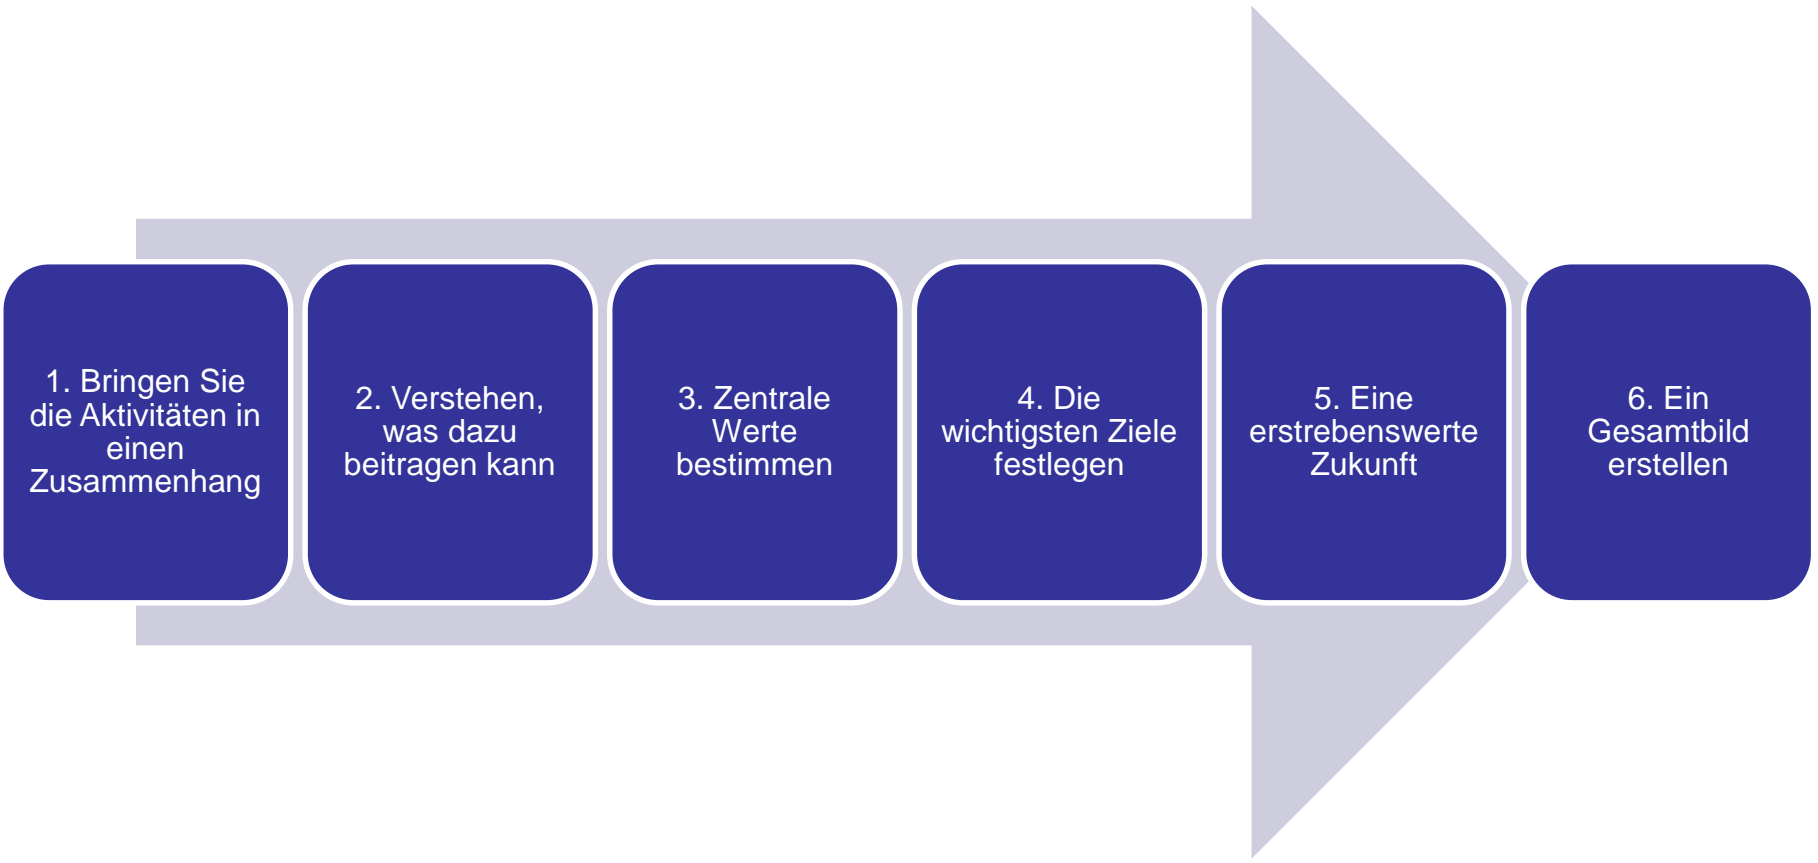 1. Bringen Sie
die Aktivitäten in
einen
Zusammenhang
2. Verstehen,
was dazu
beitragen kann
3. Zentrale
Werte
bestimmen
4. Die
wichtigsten Ziele
festlegen
5. Eine
erstrebenswerte
Zukunft
6. Ein
Gesamtbild
erstellen